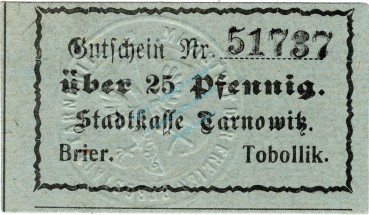 Gutschein Nr. 51737
über 25 Pfennig.
Stadtkasse Tarnowitz.
Brier. Tobollik.